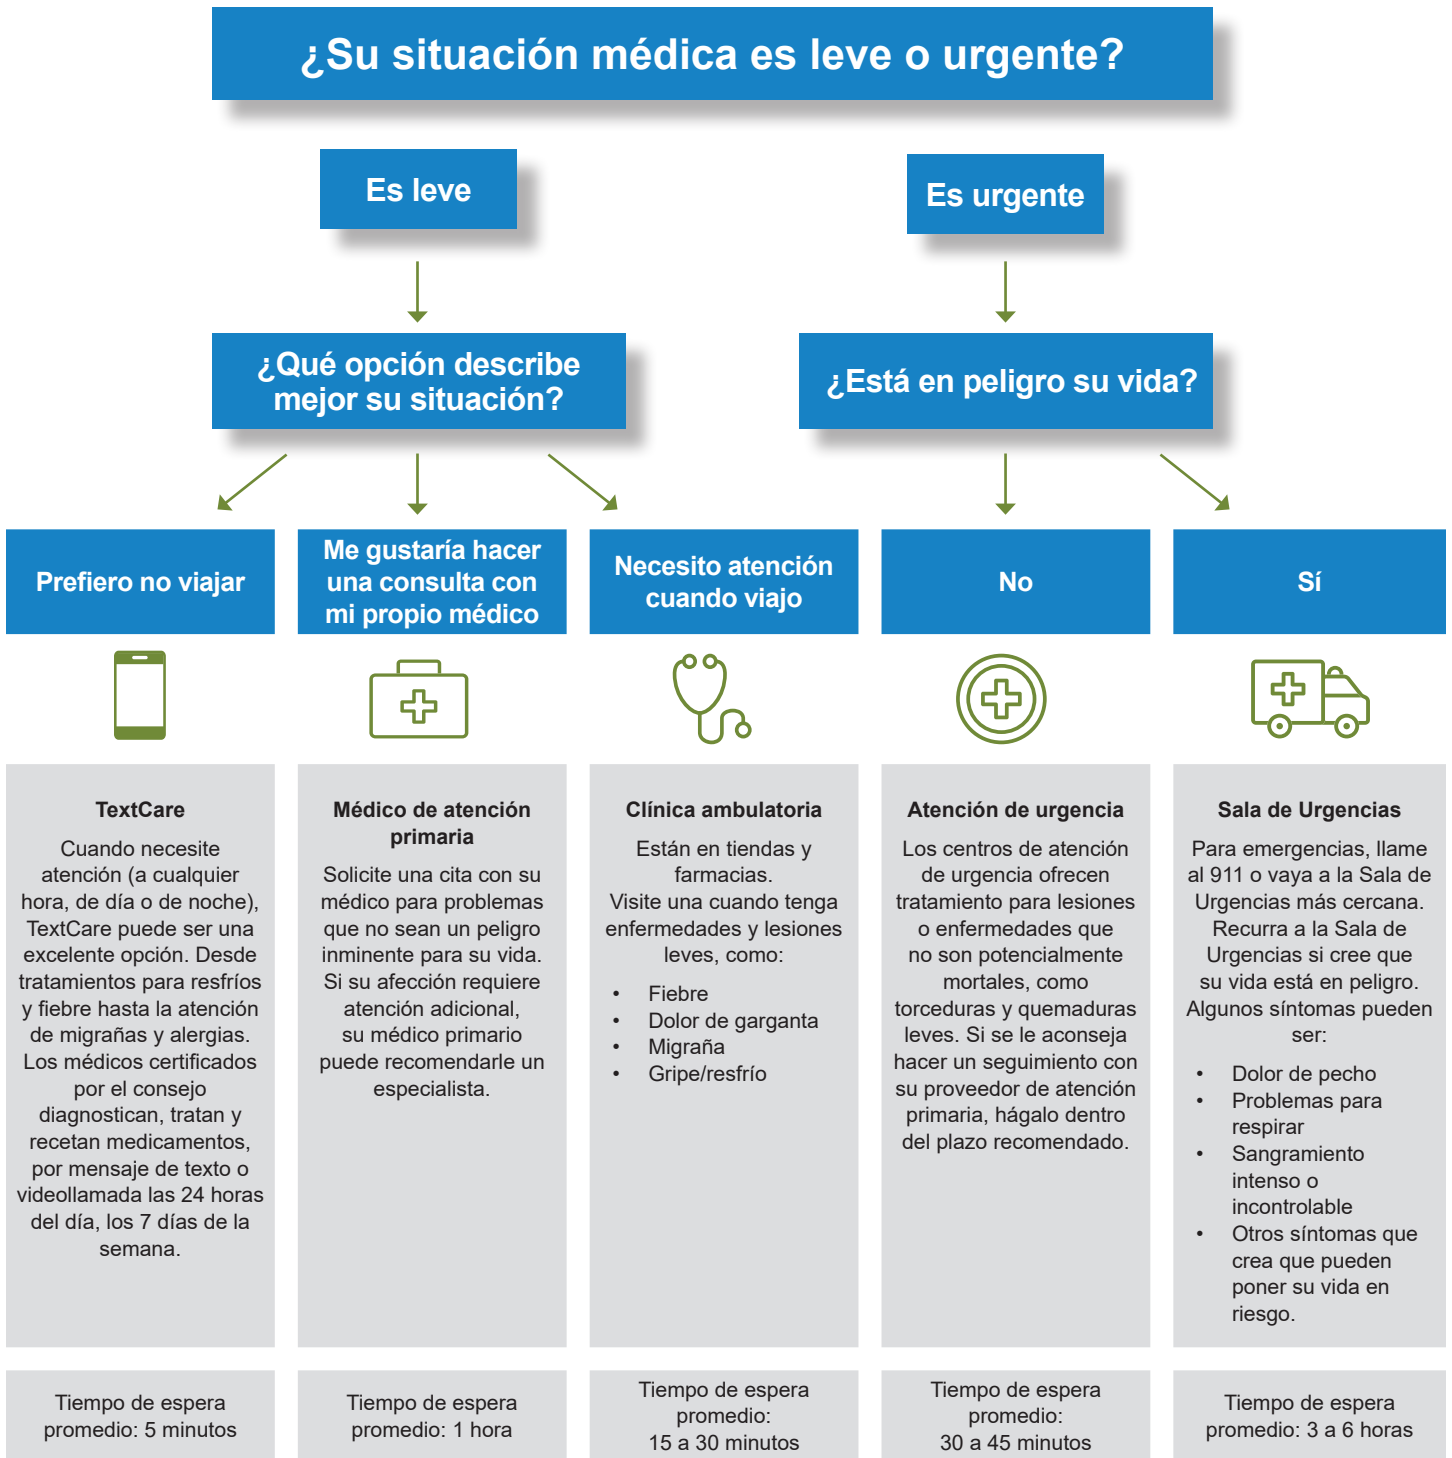 ¿Su situación médica es leve o urgente?
Es leve
Es urgente
¿Qué opción describe
mejor su situación?
¿Está en peligro su vida?
Prefiero no viajar
Me gustaría hacer
una consulta con
mi propio médico
Necesito atención
cuando viajo
No
Sí
TextCare
Cuando necesite
atención (a cualquier
hora, de día o de noche),
TextCare puede ser una
excelente opción. Desde
tratamientos para resfríos
y fiebre hasta la atención
de migrañas y alergias.
Los médicos certificados
por el consejo
diagnostican, tratan y
recetan medicamentos,
por mensaje de texto o
videollamada las 24 horas
del día, los 7 días de la
semana.
Médico de atención
primaria
Solicite una cita con su
médico para problemas
que no sean un peligro
inminente para su vida.
Si su afección requiere
atención adicional,
su médico primario
puede recomendarle un
especialista.
Clínica ambulatoria
Están en tiendas y
farmacias.
Visite una cuando tenga
enfermedades y lesiones
leves, como:
• Fiebre
• Dolor de garganta
• Migraña
• Gripe/resfrío
Atención de urgencia
Los centros de atención
de urgencia ofrecen
tratamiento para lesiones
o enfermedades que
no son potencialmente
mortales, como
torceduras y quemaduras
leves. Si se le aconseja
hacer un seguimiento con
su proveedor de atención
primaria, hágalo dentro
del plazo recomendado.
Sala de Urgencias
Para emergencias, llame
al 911 o vaya a la Sala de
Urgencias más cercana.
Recurra a la Sala de
Urgencias si cree que
su vida está en peligro.
Algunos síntomas pueden
ser:
• Dolor de pecho
• Problemas para
respirar
• Sangramiento
intenso o
incontrolable
• Otros síntomas que
crea que pueden
poner su vida en
riesgo.
Tiempo de espera
promedio: 5 minutos
Tiempo de espera
promedio: 1 hora
Tiempo de espera
promedio:
15 a 30 minutos
Tiempo de espera
promedio:
30 a 45 minutos
Tiempo de espera
promedio: 3 a 6 horas